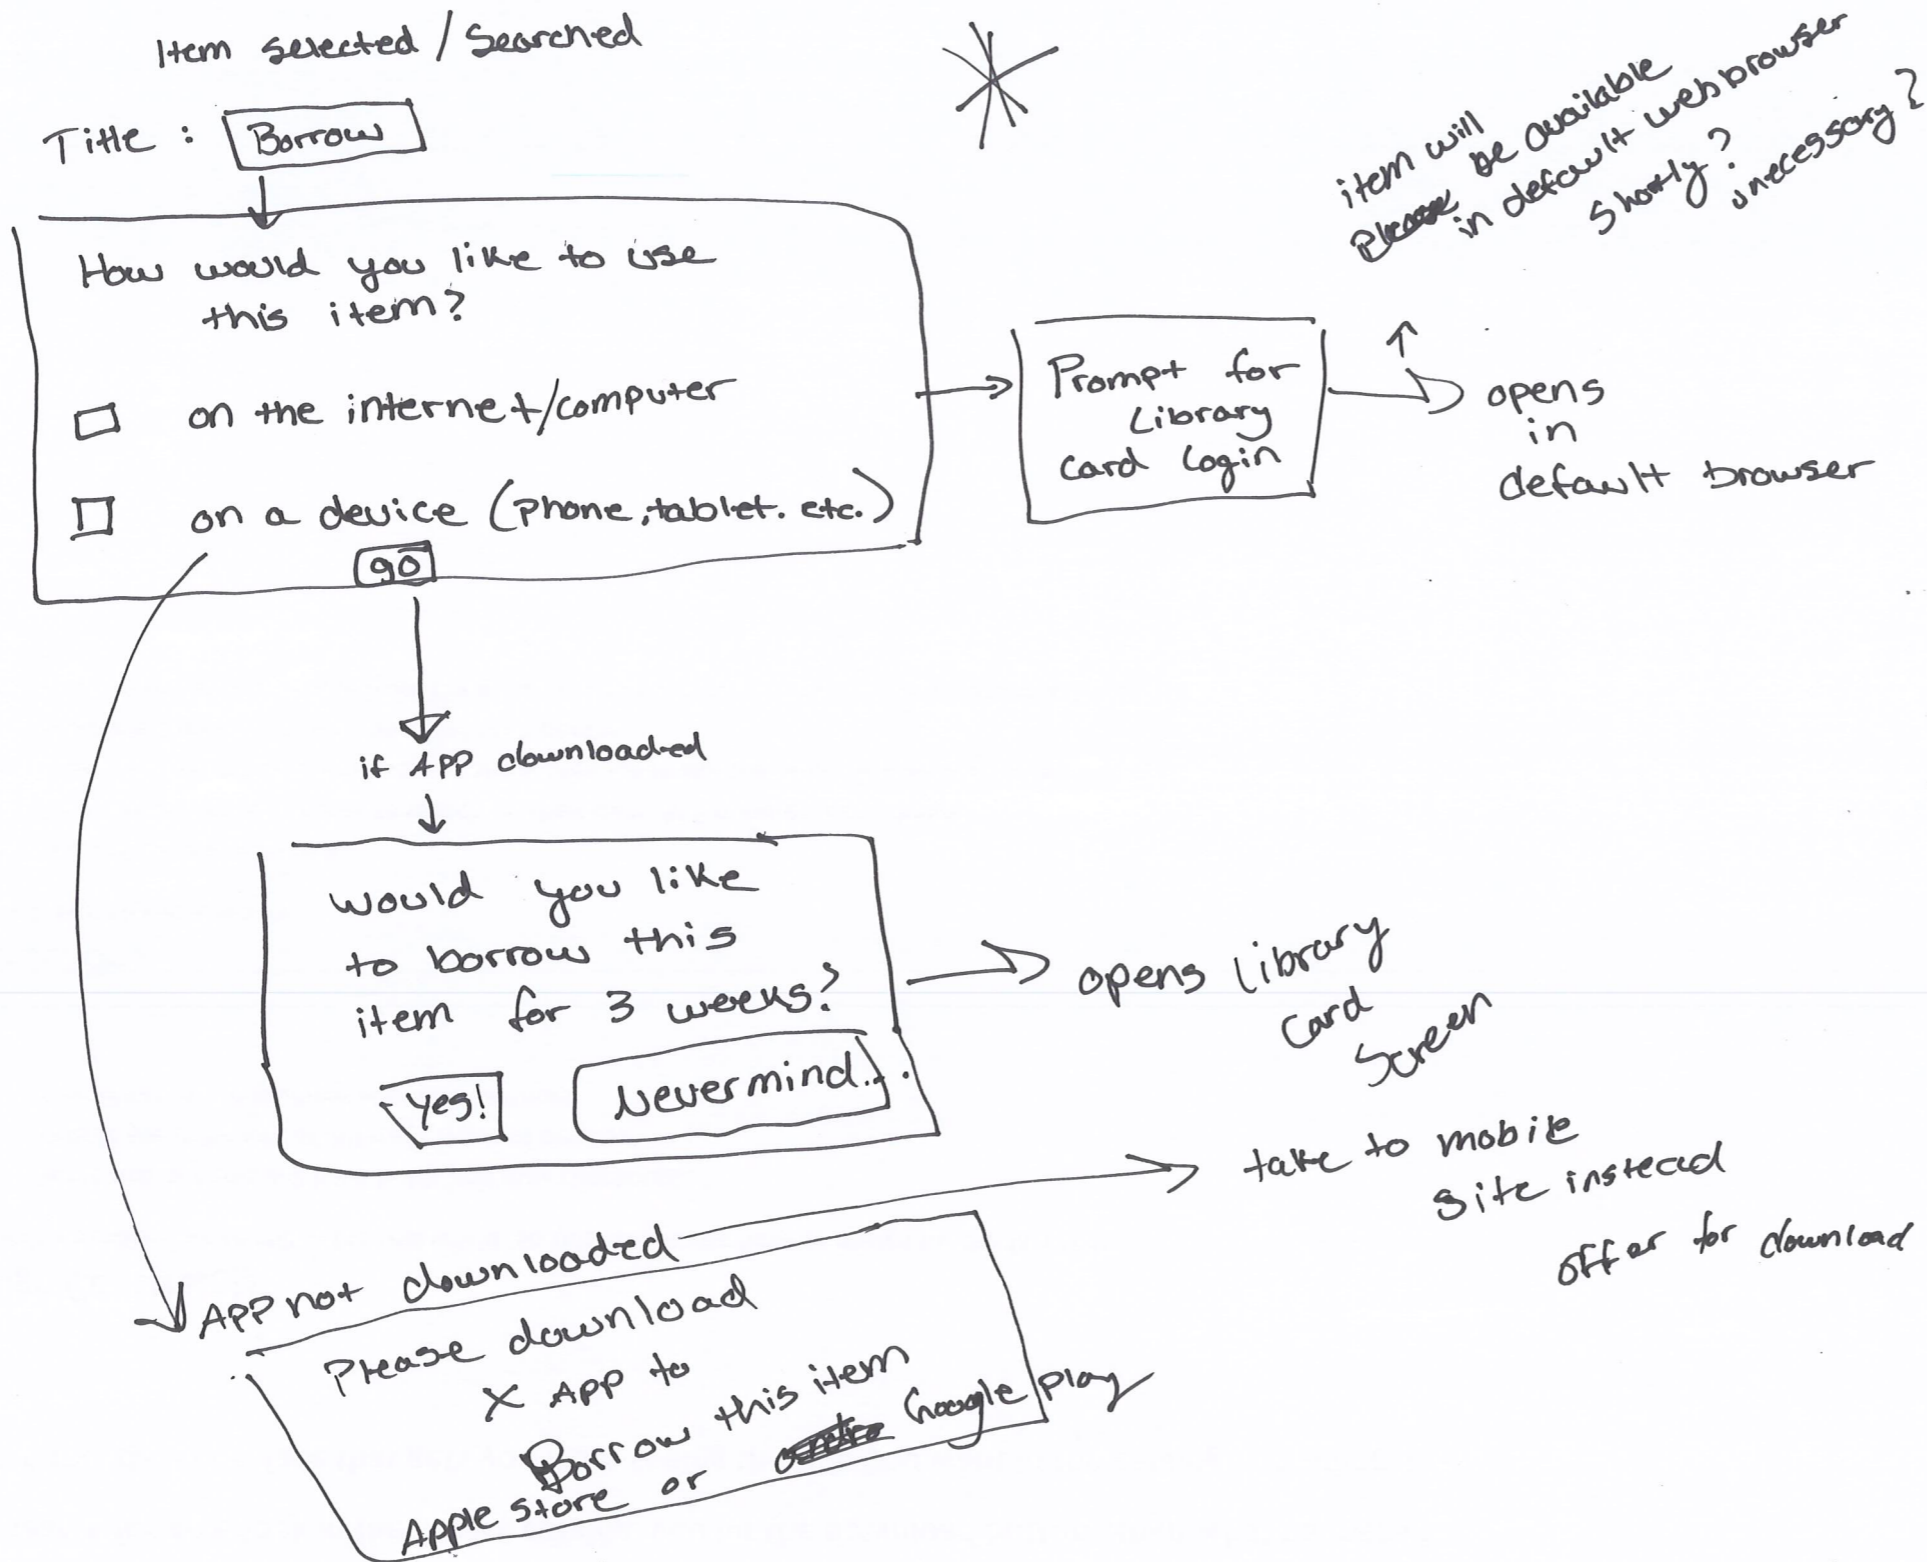 Item selected / Searched
Title : Borrow
How would you like to use
this item?
on the internet/computer
on a device (phone, tablet. etc.)
go
Prompt for
Library
card login
opens
in
default browser
item will
Please be available
in default web browser
shortly?
unecessary?
if APP downloaded
would you like
to borrow this
item for 3 weeks?
yes!
Nevermind..
opens library
card
screen
APP not downloaded
take to mobile
site instead
offer for download
Please download
X APP to
Borrow this item
Apple store or Google Play